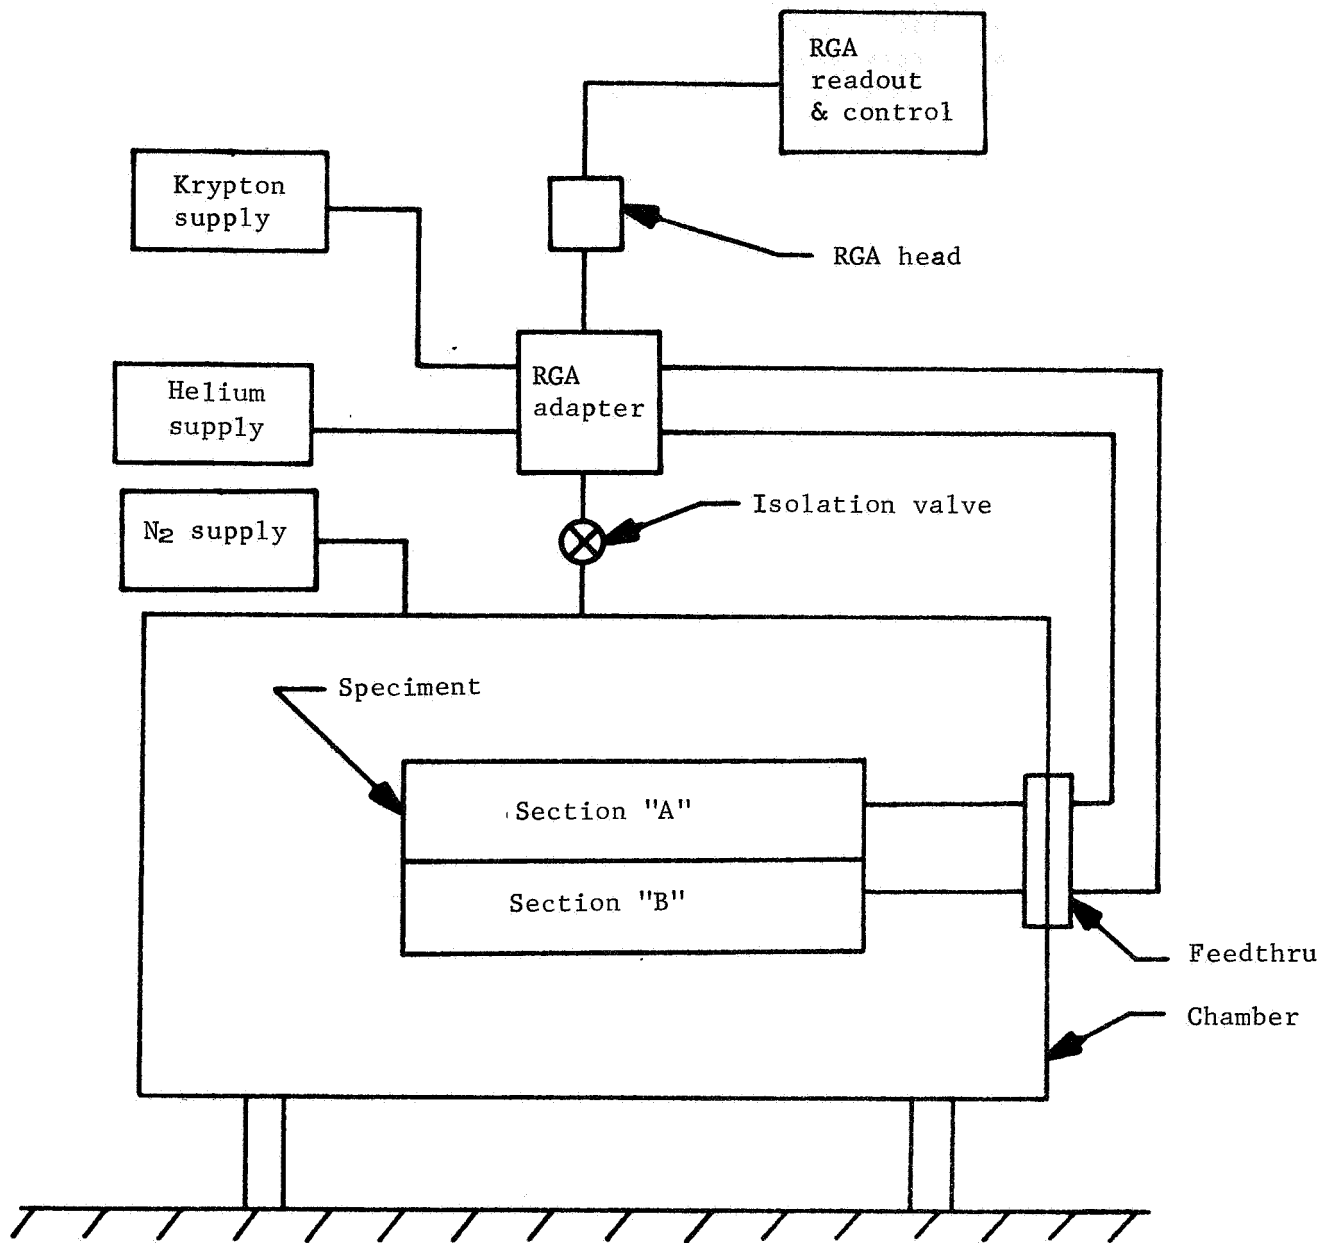 RGA
readout
& control
Krypton
supply
RGA head
RGA
adapter
Helium
supply
Isolation valve
N2 supply
Speciment
Section "A"
Section "B"
Feedthru
Chamber